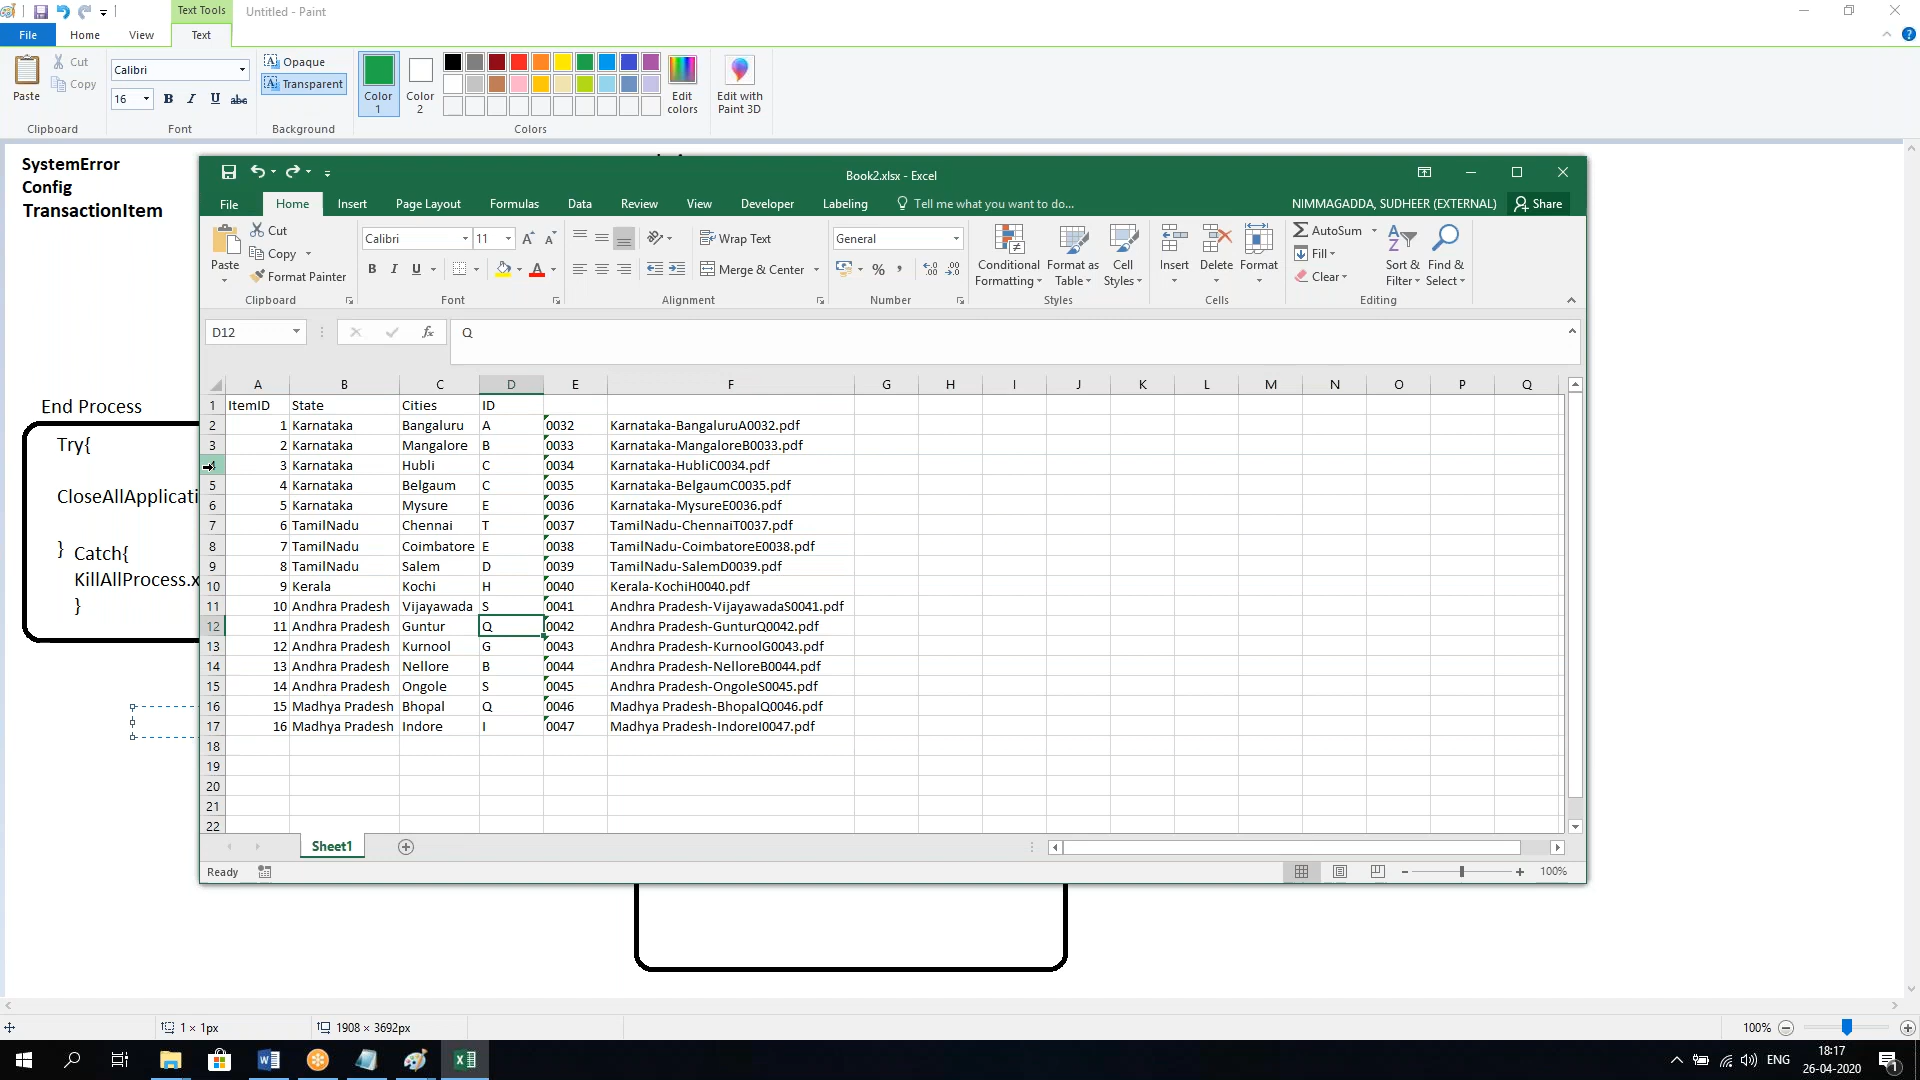 Text Tools
Untitled - Paint
File
Home
View
Text
Paste
Cut
Copy
Clipboard
Calibri
16
B I U abc
Font
Opaque
Transparent
Background
Color 1
Color 2
Edit colors
Colors
Edit with Paint 3D
SystemError
Config
TransactionItem
End Process
Try{
CloseAllApplicati
}
Catch{
KillAllProcess.x
}
Book2.xlsx - Excel
File
Home
Insert
Page Layout
Formulas
Data
Review
View
Developer
Labeling
Tell me what you want to do...
NIMMAGADDA, SUDHEER (EXTERNAL)
Share
Paste
Cut
Copy
Format Painter
Clipboard
Calibri
11
B I U
Font
Wrap Text
Merge & Center
Alignment
General
%
Number
Conditional Formatting
Format as Table
Cell Styles
Styles
Insert
Delete
Format
Cells
AutoSum
Fill
Clear
Sort & Filter
Find & Select
Editing
D12
fx
Q
A B C D E F G H I J K L M N O P Q
1 ItemID State Cities ID
2 1 Karnataka Bangaluru A 0032 Karnataka-BangaluruA0032.pdf
3 2 Karnataka Mangalore B 0033 Karnataka-MangaloreB0033.pdf
4 3 Karnataka Hubli C 0034 Karnataka-HubliC0034.pdf
5 4 Karnataka Belgaum C 0035 Karnataka-BelgaumC0035.pdf
6 5 Karnataka Mysure E 0036 Karnataka-MysureE0036.pdf
7 6 TamilNadu Chennai T 0037 TamilNadu-ChennaiT0037.pdf
8 7 TamilNadu Coimbatore E 0038 TamilNadu-CoimbatoreE0038.pdf
9 8 TamilNadu Salem D 0039 TamilNadu-SalemD0039.pdf
10 9 Kerala Kochi H 0040 Kerala-KochiH0040.pdf
11 10 Andhra Pradesh Vijayawada S 0041 Andhra Pradesh-VijayawadaS0041.pdf
12 11 Andhra Pradesh Guntur Q 0042 Andhra Pradesh-GunturQ0042.pdf
13 12 Andhra Pradesh Kurnool G 0043 Andhra Pradesh-KurnoolG0043.pdf
14 13 Andhra Pradesh Nellore B 0044 Andhra Pradesh-NelloreB0044.pdf
15 14 Andhra Pradesh Ongole S 0045 Andhra Pradesh-OngoleS0045.pdf
16 15 Madhya Pradesh Bhopal Q 0046 Madhya Pradesh-BhopalQ0046.pdf
17 16 Madhya Pradesh Indore I 0047 Madhya Pradesh-IndoreI0047.pdf
18
19
20
21
22
Sheet1
Ready
100%
1 × 1px
1908 × 3692px
100%
ENG
18:17
26-04-2020
1